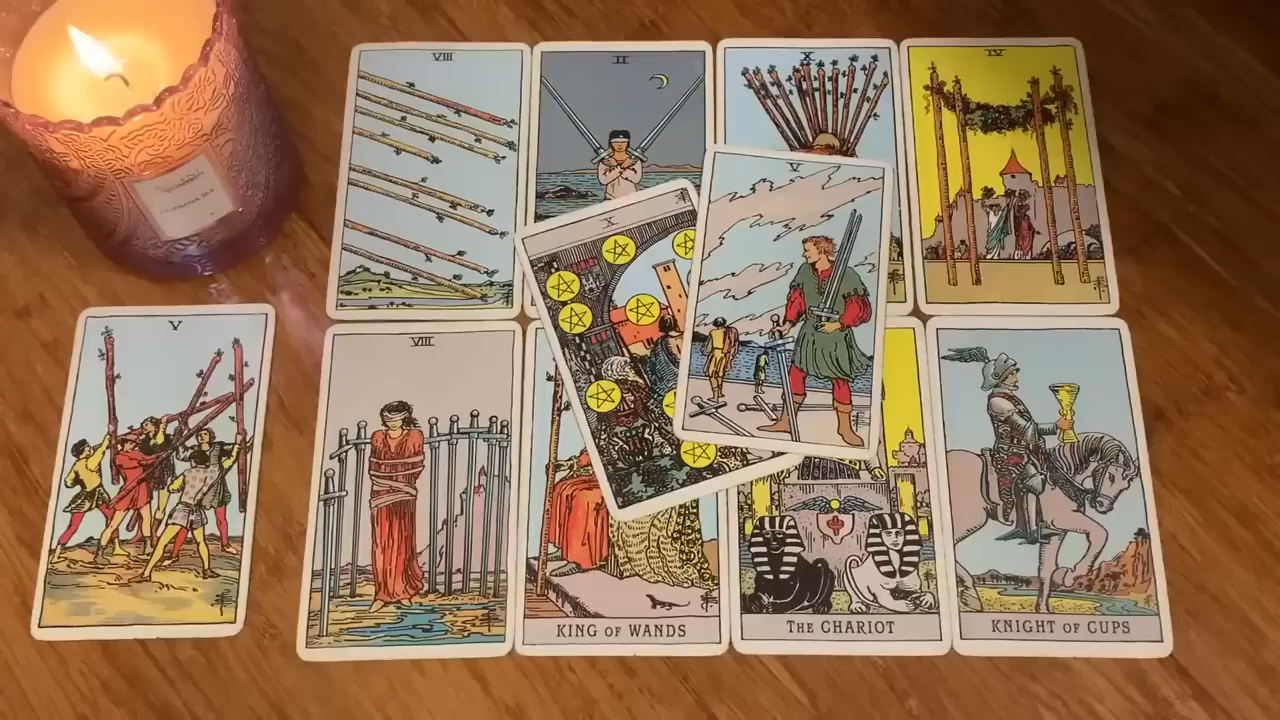 VIII
II
X
IV
X
V
V
VIII
KING OF WANDS
THE CHARIOT
KNIGHT OF CUPS